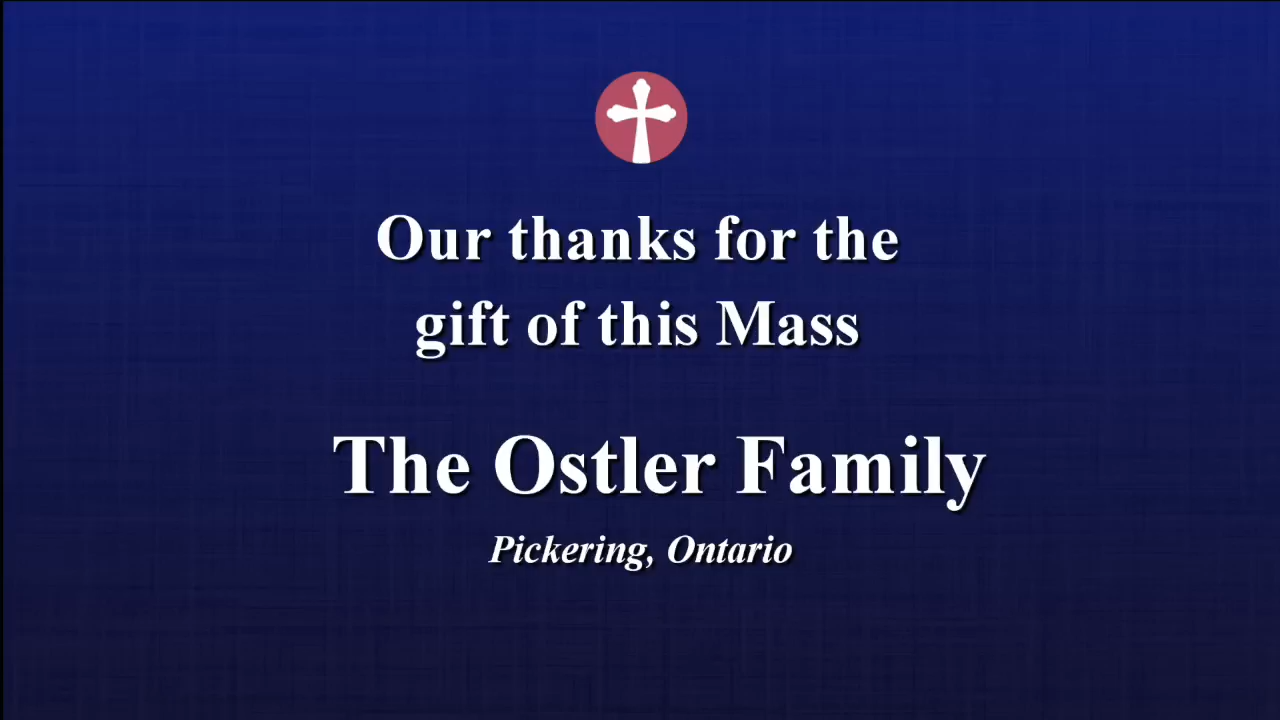 Our thanks for the
gift of this Mass
The Ostler Family
Pickering, Ontario